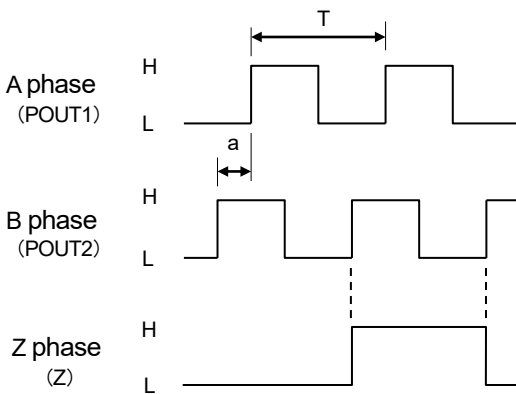 T
H
A phase
（POUT1）
L
a
H
B phase
（POUT2）
L
H
Z phase
（Z）
L